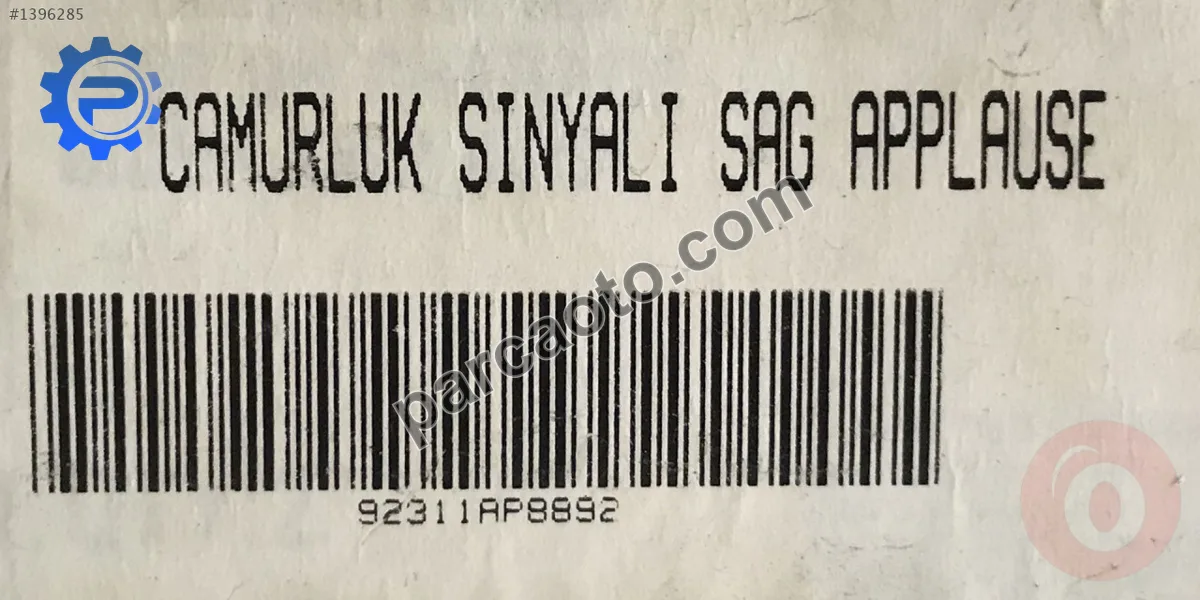 #1396285
CAMURLUK SINYALI SAG APPLAUSE
parcaoto.com
92311AP8892